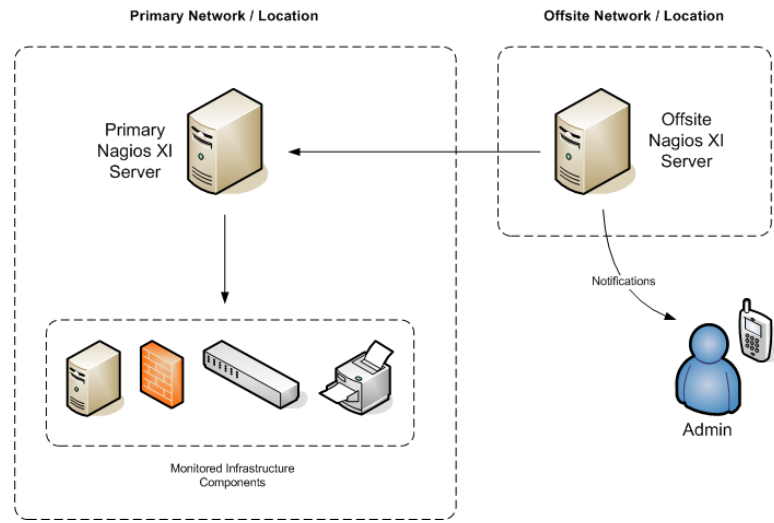 Primary Network / Location
Offsite Network / Location
Primary
Nagios XI
Server
Offsite
Nagios XI
Server
Notifications
Admin
Monitored Infrastructure
Components